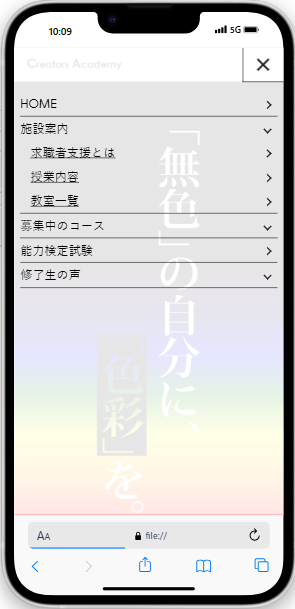 10:09
5G
Creators Academy
HOME
施設案内
求職者支援とは
授業内容
教室一覧
募集中のコース
能力検定試験
修了生の声
「無色」の自分に、
「色彩」を。
AA
file://